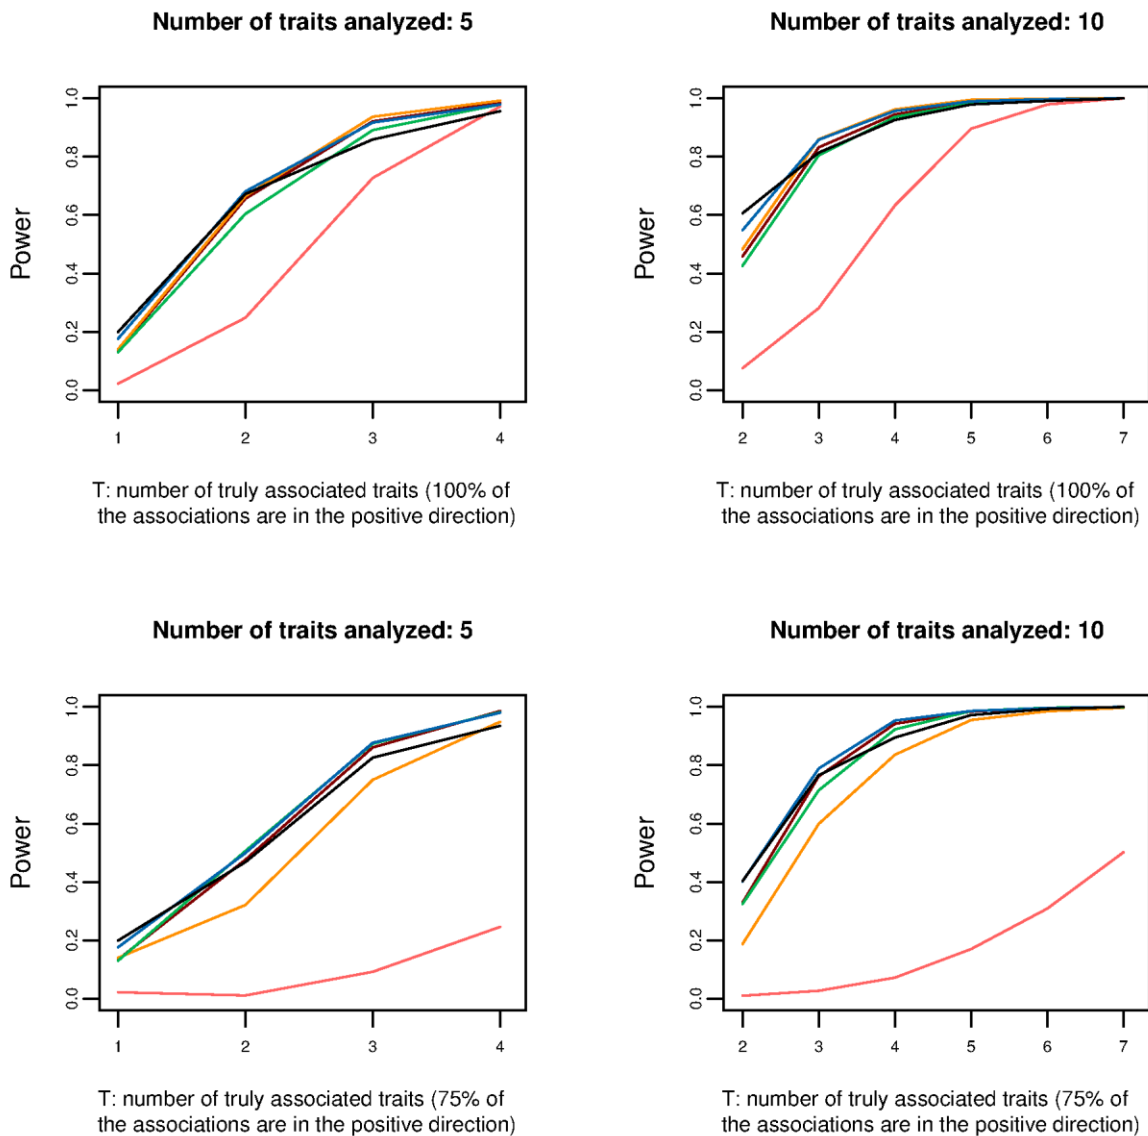 Number of traits analyzed: 5
Power
1.0
0.8
0.6
0.4
0.2
0.0
1 2 3 4
T: number of truly associated traits (100% of
the associations are in the positive direction)
Number of traits analyzed: 10
Power
1.0
0.8
0.6
0.4
0.2
0.0
2 3 4 5 6 7
T: number of truly associated traits (100% of
the associations are in the positive direction)
Number of traits analyzed: 5
Power
1.0
0.8
0.6
0.4
0.2
0.0
1 2 3 4
T: number of truly associated traits (75% of
the associations are in the positive direction)
Number of traits analyzed: 10
Power
1.0
0.8
0.6
0.4
0.2
0.0
2 3 4 5 6 7
T: number of truly associated traits (75% of
the associations are in the positive direction)